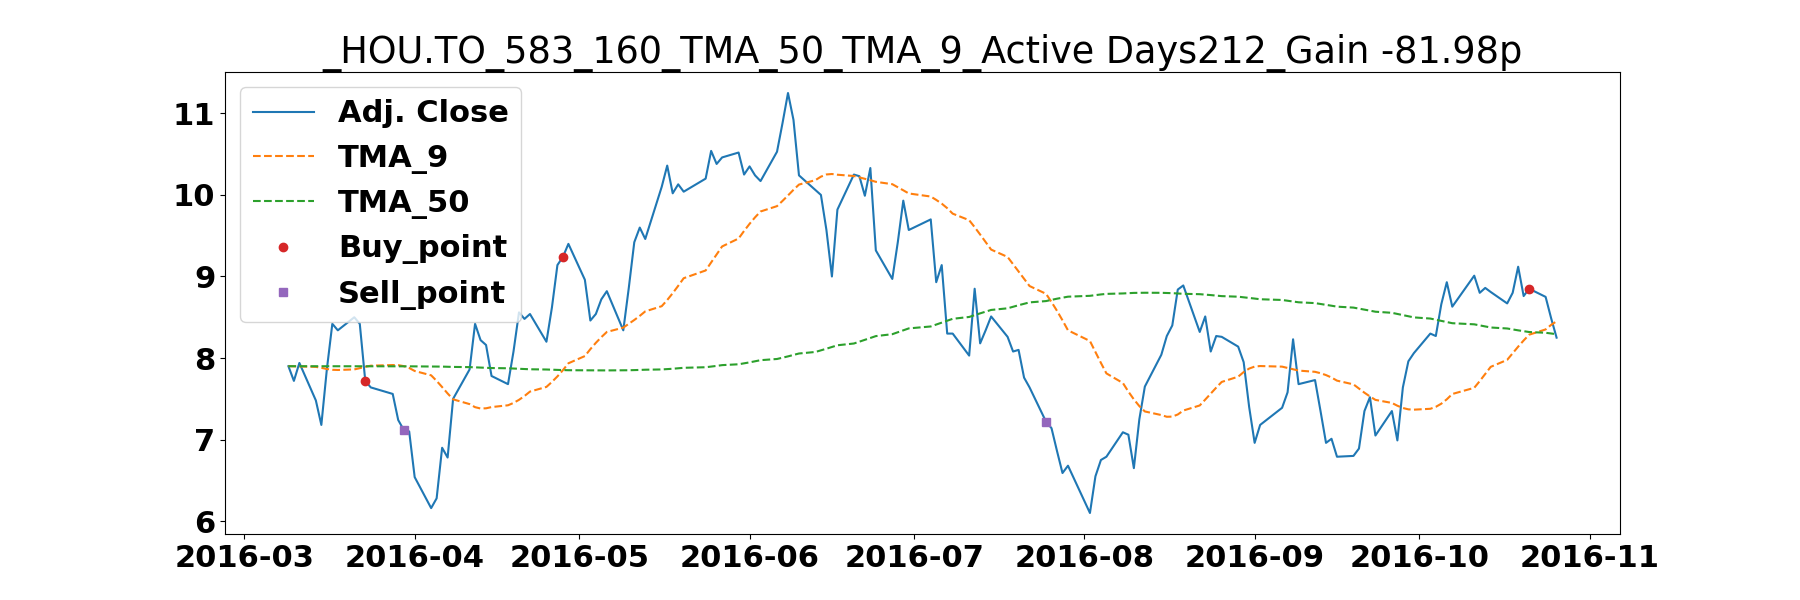 _HOU.TO_583_160_TMA_50_TMA_9_Active Days212_Gain -81.98p
Adj. Close
TMA_9
TMA_50
Buy_point
Sell_point
11
10
9
8
7
6
2016-03 2016-04 2016-05 2016-06 2016-07 2016-08 2016-09 2016-10 2016-11